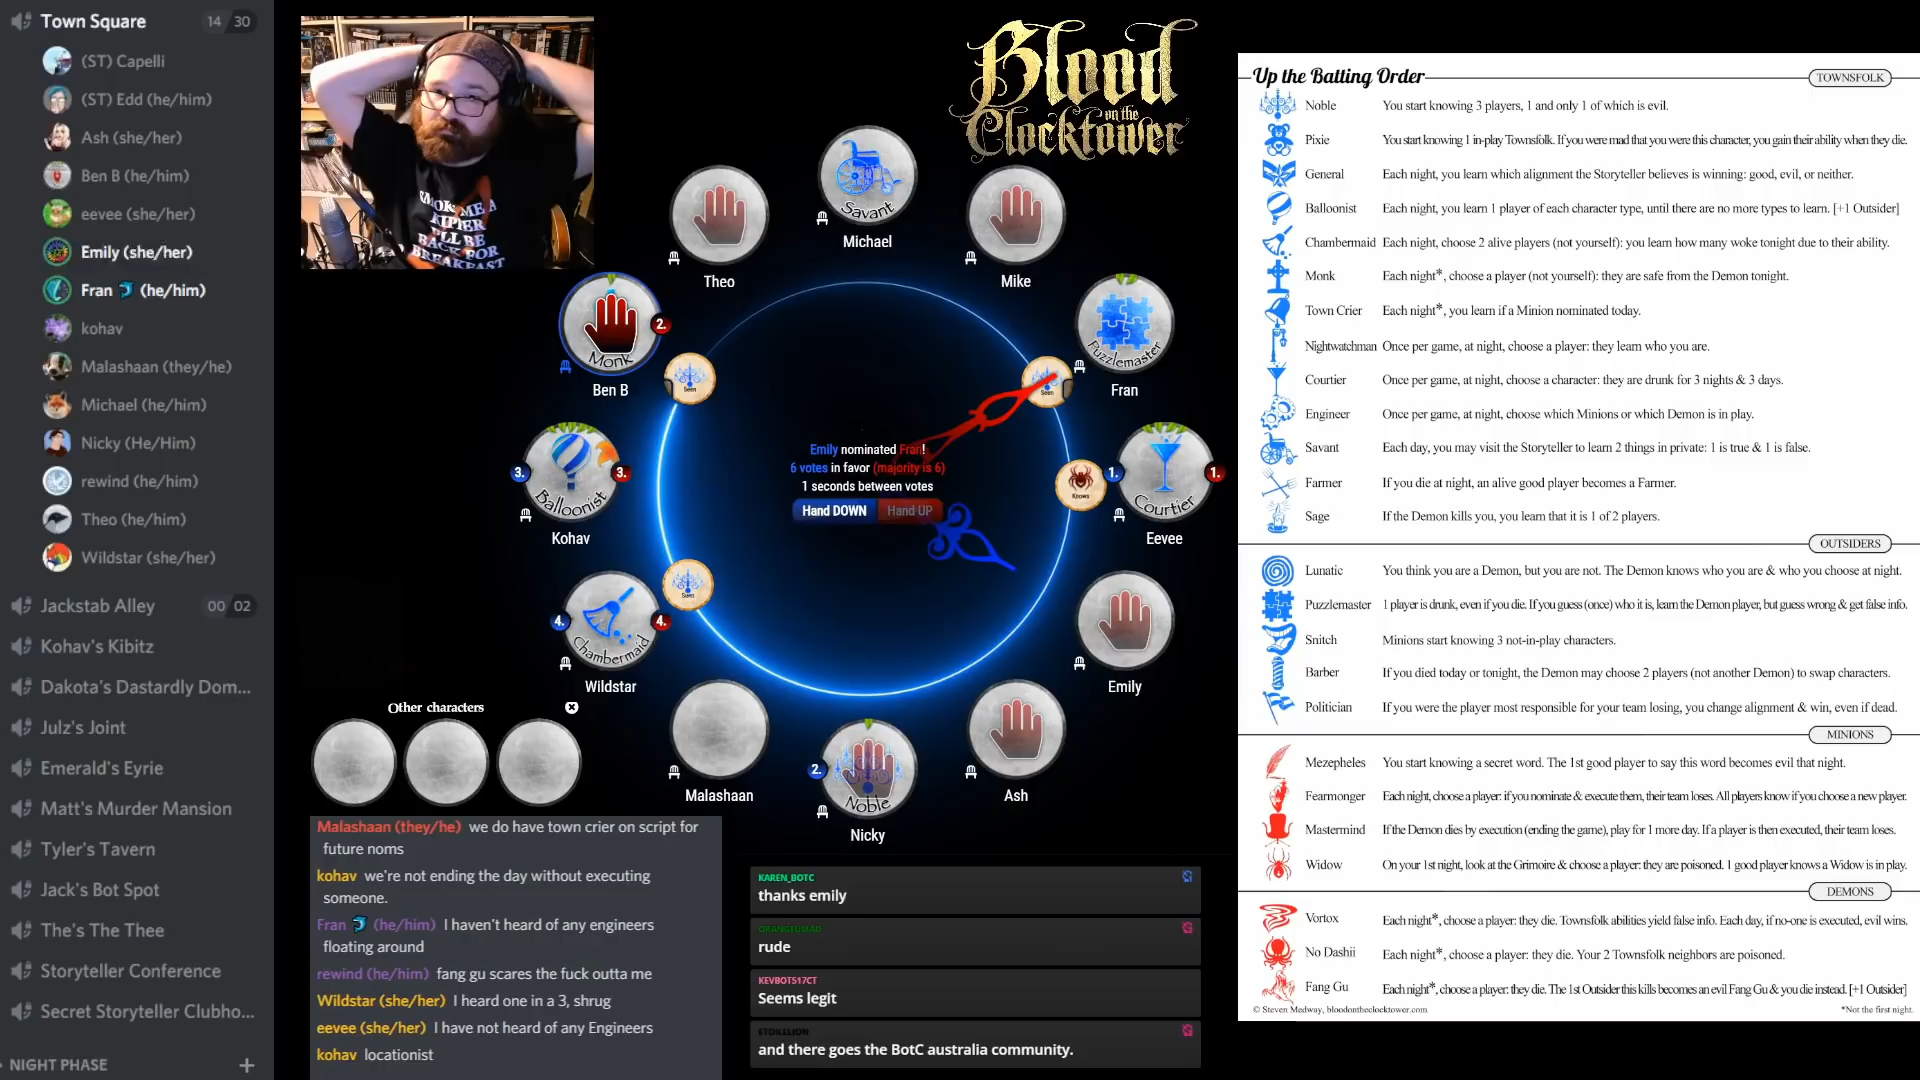 Town Square 14 30
(ST) Capelli
(ST) Edd (he/him)
Ash (she/her)
Ben B (he/him)
eevee (she/her)
Emily (she/her)
Fran (he/him)
kohav
Malashaan (they/he)
Michael (he/him)
Nicky (He/Him)
rewind (he/him)
Theo (he/him)
Wildstar (she/her)
Jackstab Alley 00 02
Kohav's Kibitz
Dakota's Dastardly Dom...
Julz's Joint
Emerald's Eyrie
Matt's Murder Mansion
Tyler's Tavern
Jack's Bot Spot
The's The Thee
Storyteller Conference
Secret Storyteller Clubho...
NIGHT PHASE +
SMOKE ME A
KIPPER
I'LL BE
BACK FOR
BREAKFAST
Blood
on the
Clocktower
Savant
Michael
Theo
Mike
Monk
2.
Ben B
Seen
Puzzlemaster
Fran
Seen
Balloonist
3.
3.
Kohav
Knows
1.
Courtier
1.
Eevee
Emily nominated Fran!
6 votes in favor (majority is 6)
1 seconds between votes
Hand DOWN Hand UP
4.
Chambermaid
4.
Wildstar
Seen
Emily
Malashaan
2.
Noble
Nicky
Ash
Other characters
Malashaan (they/he) we do have town crier on script for
future noms
kohav we're not ending the day without executing
someone.
Fran (he/him) I haven't heard of any engineers
floating around
rewind (he/him) fang gu scares the fuck outta me
Wildstar (she/her) I heard one in a 3, shrug
eevee (she/her) I have not heard of any Engineers
kohav locationist
KAREN_BOTC
thanks emily
rude
KEVBOT517CT
Seems legit
and there goes the BotC australia community.
Up the Batting Order
TOWNSFOLK
Noble You start knowing 3 players, 1 and only 1 of which is evil.
Pixie You start knowing 1 in-play Townsfolk. If you were mad that you were this character, you gain their ability when they die.
General Each night, you learn which alignment the Storyteller believes is winning: good, evil, or neither.
Balloonist Each night, you learn 1 player of each character type, until there are no more types to learn. [+1 Outsider]
Chambermaid Each night, choose 2 alive players (not yourself): you learn how many woke tonight due to their ability.
Monk Each night*, choose a player (not yourself): they are safe from the Demon tonight.
Town Crier Each night*, you learn if a Minion nominated today.
Nightwatchman Once per game, at night, choose a player: they learn who you are.
Courtier Once per game, at night, choose a character: they are drunk for 3 nights & 3 days.
Engineer Once per game, at night, choose which Minions or which Demon is in play.
Savant Each day, you may visit the Storyteller to learn 2 things in private: 1 is true & 1 is false.
Farmer If you die at night, an alive good player becomes a Farmer.
Sage If the Demon kills you, you learn that it is 1 of 2 players.
OUTSIDERS
Lunatic You think you are a Demon, but you are not. The Demon knows who you are & who you choose at night.
Puzzlemaster 1 player is drunk, even if you die. If you guess (once) who it is, learn the Demon player, but guess wrong & get false info.
Snitch Minions start knowing 3 not-in-play characters.
Barber If you died today or tonight, the Demon may choose 2 players (not another Demon) to swap characters.
Politician If you were the player most responsible for your team losing, you change alignment & win, even if dead.
MINIONS
Mezepheles You start knowing a secret word. The 1st good player to say this word becomes evil that night.
Fearmonger Each night, choose a player: if you nominate & execute them, their team loses. All players know if you choose a new player.
Mastermind If the Demon dies by execution (ending the game), play for 1 more day. If a player is then executed, their team loses.
Widow On your 1st night, look at the Grimoire & choose a player: they are poisoned. 1 good player knows a Widow is in play.
DEMONS
Vortox Each night*, choose a player: they die. Townsfolk abilities yield false info. Each day, if no-one is executed, evil wins.
No Dashii Each night*, choose a player: they die. Your 2 Townsfolk neighbors are poisoned.
Fang Gu Each night*, choose a player: they die. The 1st Outsider this kills becomes an evil Fang Gu & you die instead. [+1 Outsider]
© Steven Medway, bloodontheclocktower.com *Not the first night.